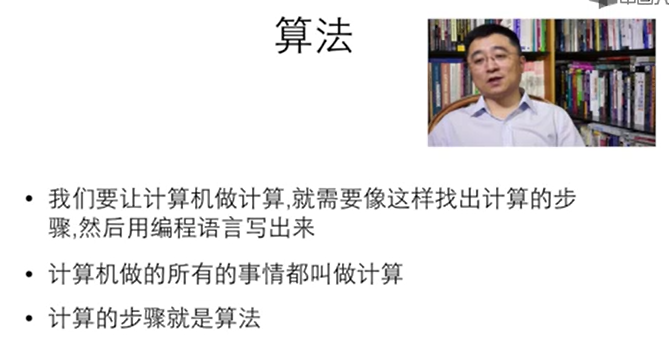 算法
• 我们要让计算机做计算,就需要像这样找出计算的步
骤,然后用编程语言写出来
• 计算机做的所有的事情都叫做计算
• 计算的步骤就是算法